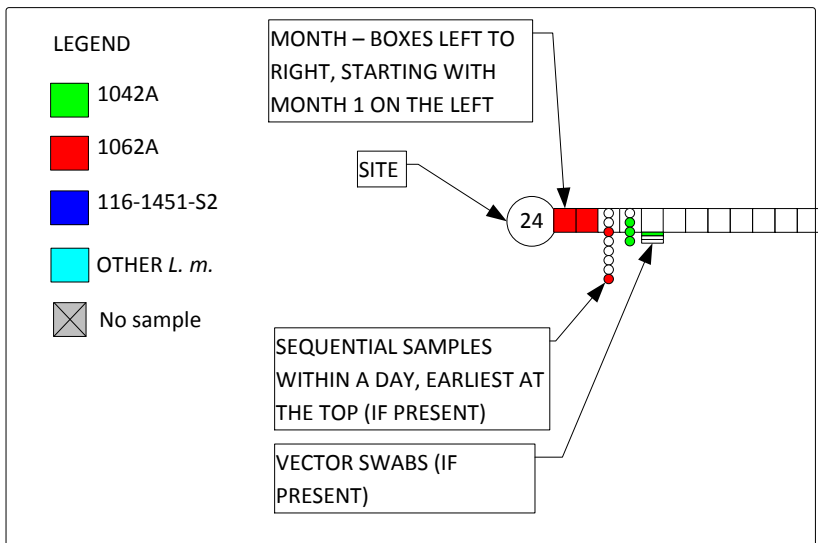 LEGEND
1042A
1062A
116-1451-S2
OTHER L. m.
No sample
MONTH – BOXES LEFT TO
RIGHT, STARTING WITH
MONTH 1 ON THE LEFT
SITE
24
SEQUENTIAL SAMPLES
WITHIN A DAY, EARLIEST AT
THE TOP (IF PRESENT)
VECTOR SWABS (IF
PRESENT)